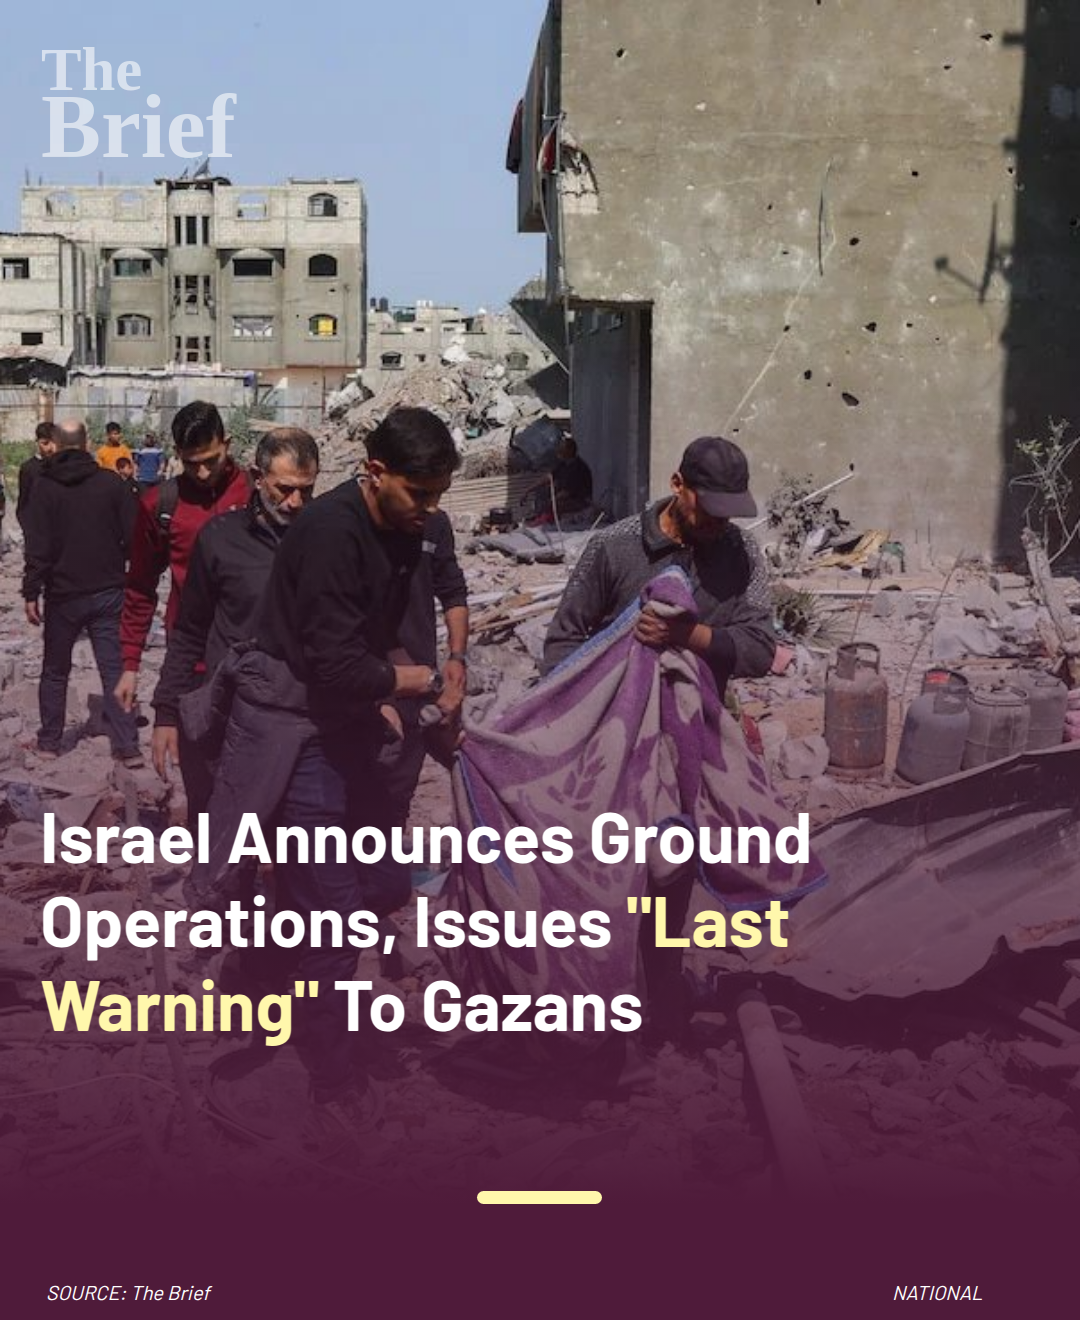 The
Brief
Israel Announces Ground
Operations, Issues "Last
Warning" To Gazans
SOURCE: The Brief
NATIONAL